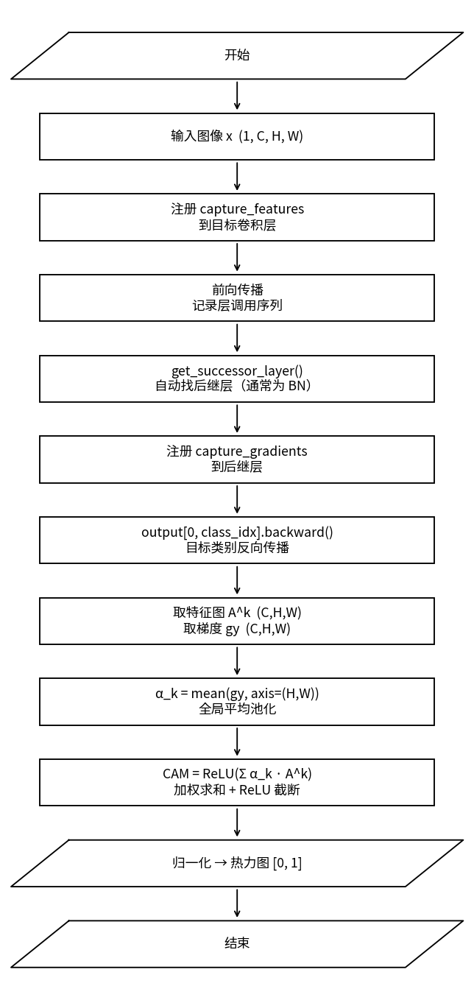 开始
输入图像 x (1, C, H, W)
注册 capture_features
到目标卷积层
前向传播
记录层调用序列
get_successor_layer()
自动找后继层（通常为 BN）
注册 capture_gradients
到后继层
output[0, class_idx].backward()
目标类别反向传播
取特征图 A^k (C,H,W)
取梯度 gy (C,H,W)
α_k = mean(gy, axis=(H,W))
全局平均池化
CAM = ReLU(Σ α_k · A^k)
加权求和 + ReLU 截断
归一化 → 热力图 [0, 1]
结束